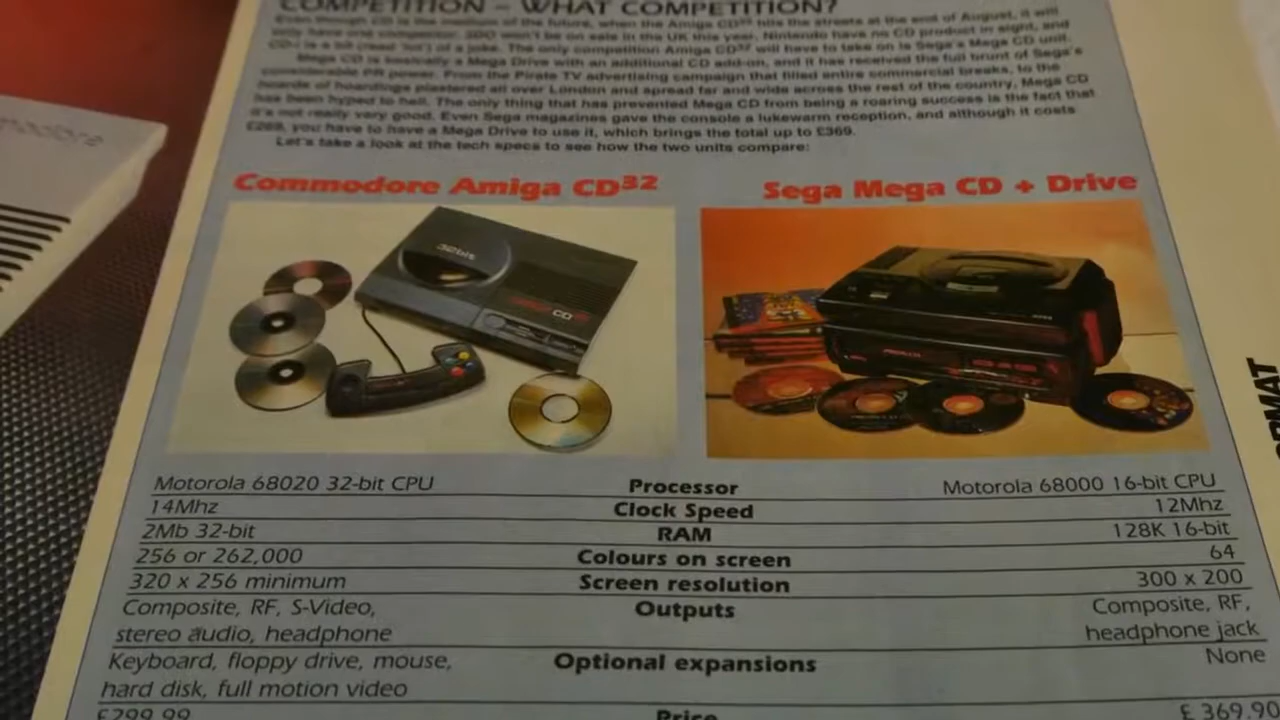 COMPETITION – WHAT COMPETITION?
Even though CD is the medium of the future, when the Amiga CD32 hits the streets at the end of August, it will
only have one competitor. 3DO won't be on sale in the UK this year, Nintendo have no CD product in sight, and
CD-i is a bit (read 'lot') of a joke. The only competition Amiga CD32 will have to take on is Sega's Mega CD unit.
Mega CD is basically a Mega Drive with an additional CD add-on, and it has received the full brunt of Sega's
considerable PR power. From the Pirate TV advertising campaign that filled entire commercial breaks, to the
hoards of hoardings plastered all over London and spread far and wide across the rest of the country, Mega CD
has been hyped to hell. The only thing that has prevented Mega CD from being a roaring success is the fact that
it's not really very good. Even Sega magazines gave the console a lukewarm reception, and although it costs
£269, you have to have a Mega Drive to use it, which brings the total up to £369.
Let's take a look at the tech specs to see how the two units compare:
Commodore Amiga CD32 Sega Mega CD + Drive
32bit
CD
Motorola 68020 32-bit CPU Processor Motorola 68000 16-bit CPU
14Mhz Clock Speed 12Mhz
2Mb 32-bit RAM 128K 16-bit
256 or 262,000 Colours on screen 64
320 x 256 minimum Screen resolution 300 x 200
Composite, RF, S-Video, Outputs Composite, RF,
stereo audio, headphone headphone jack
Keyboard, floppy drive, mouse, Optional expansions None
hard disk, full motion video
£299.99 Price £369.90